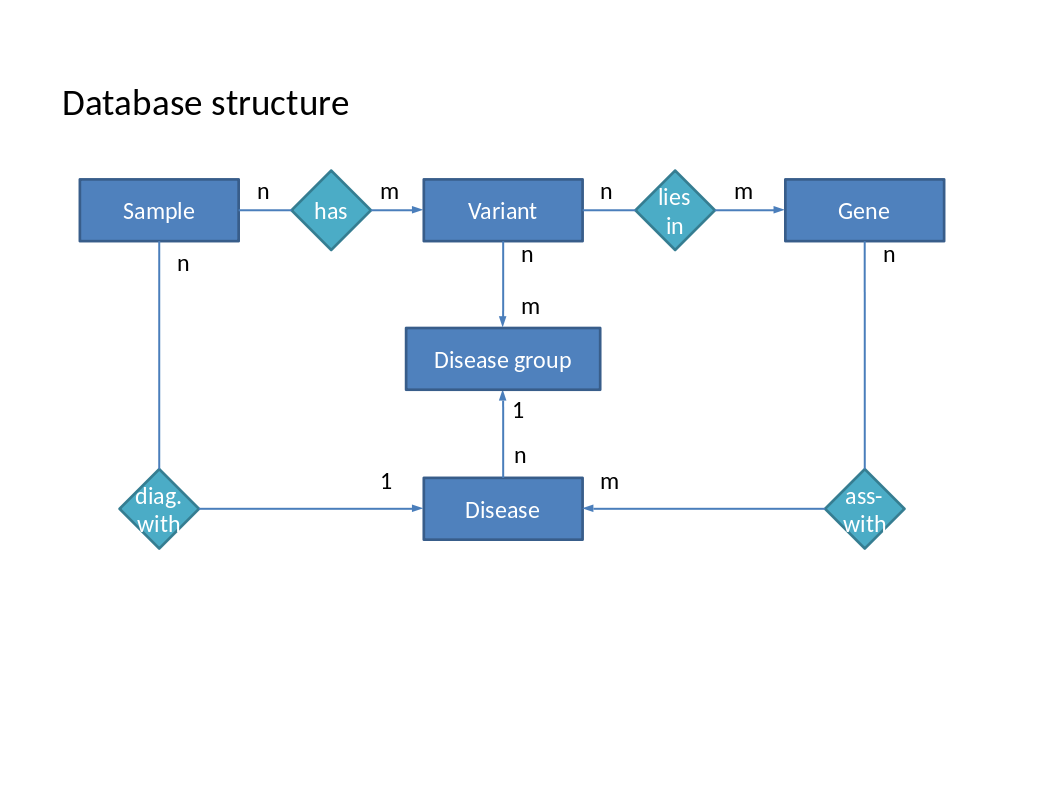 Database structure
n
m
n
m
Sample
has
Variant
lies
in
Gene
n
n
n
m
Disease group
1
n
1
m
diag.
with
Disease
ass-
with